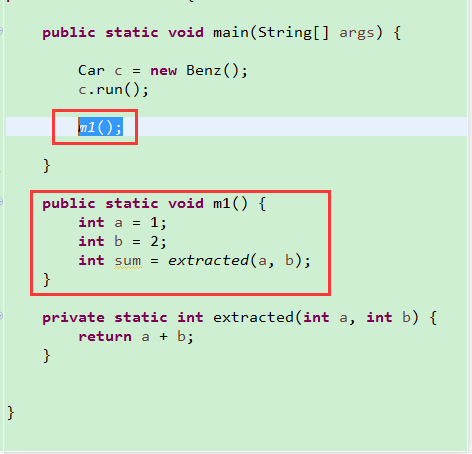 public static void main(String[] args) {
Car c = new Benz();
c.run();
m1();
}
public static void m1() {
int a = 1;
int b = 2;
int sum = extracted(a, b);
}
private static int extracted(int a, int b) {
return a + b;
}
}